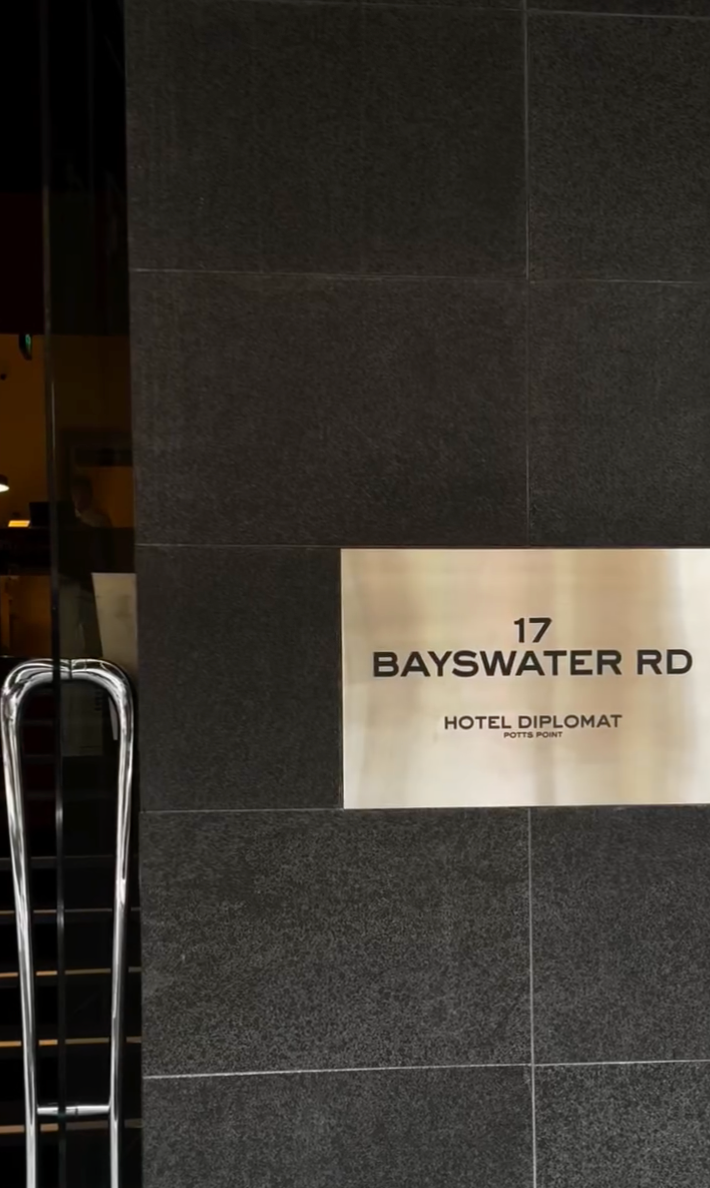 17
BAYSWATER RD
HOTEL DIPLOMAT
POTTS POINT